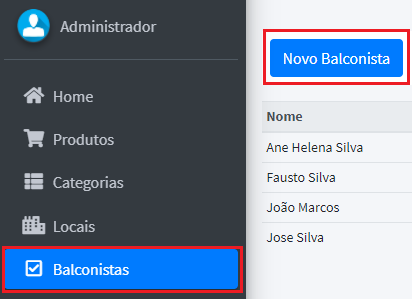 Administrador
Home
Produtos
Categorias
Locais
Balconistas
Novo Balconista
Nome
Ane Helena Silva
Fausto Silva
João Marcos
Jose Silva